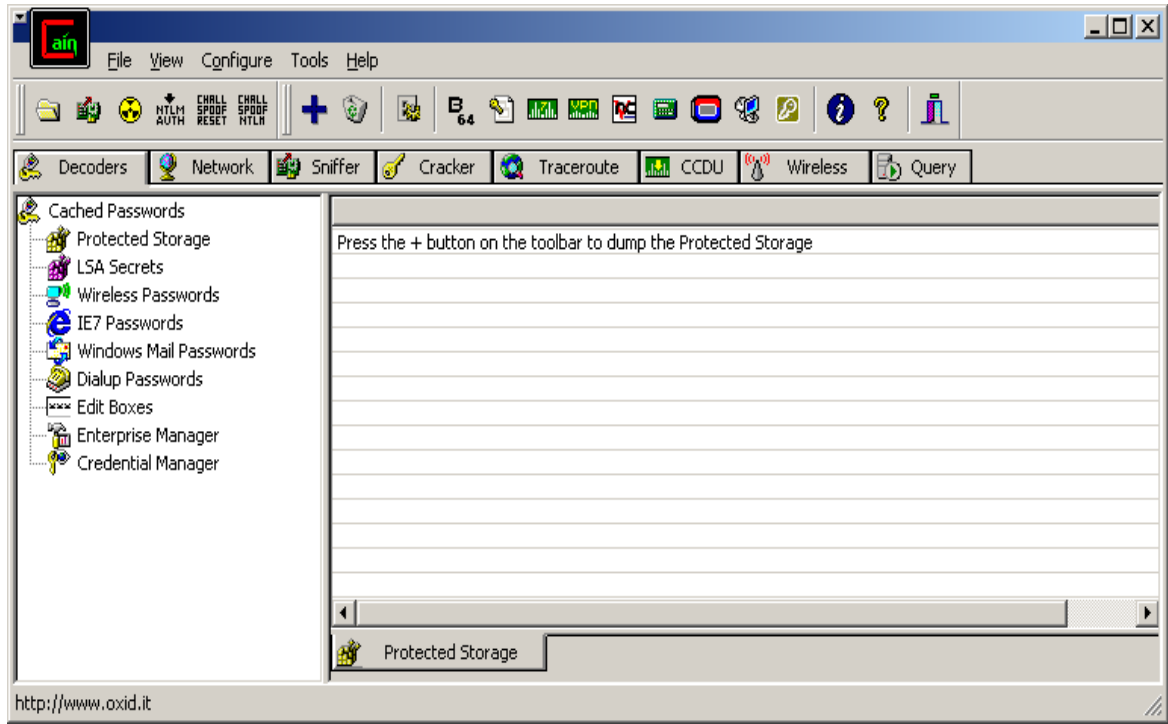 Cain
File View Configure Tools Help
NTLM AUTH CHALL SPOOF RESET CHALL SPOOF NTLM B64 VPN
Decoders Network Sniffer Cracker Traceroute CCDU Wireless Query
Cached Passwords
Protected Storage
LSA Secrets
Wireless Passwords
IE7 Passwords
Windows Mail Passwords
Dialup Passwords
Edit Boxes
Enterprise Manager
Credential Manager
Press the + button on the toolbar to dump the Protected Storage
Protected Storage
http://www.oxid.it